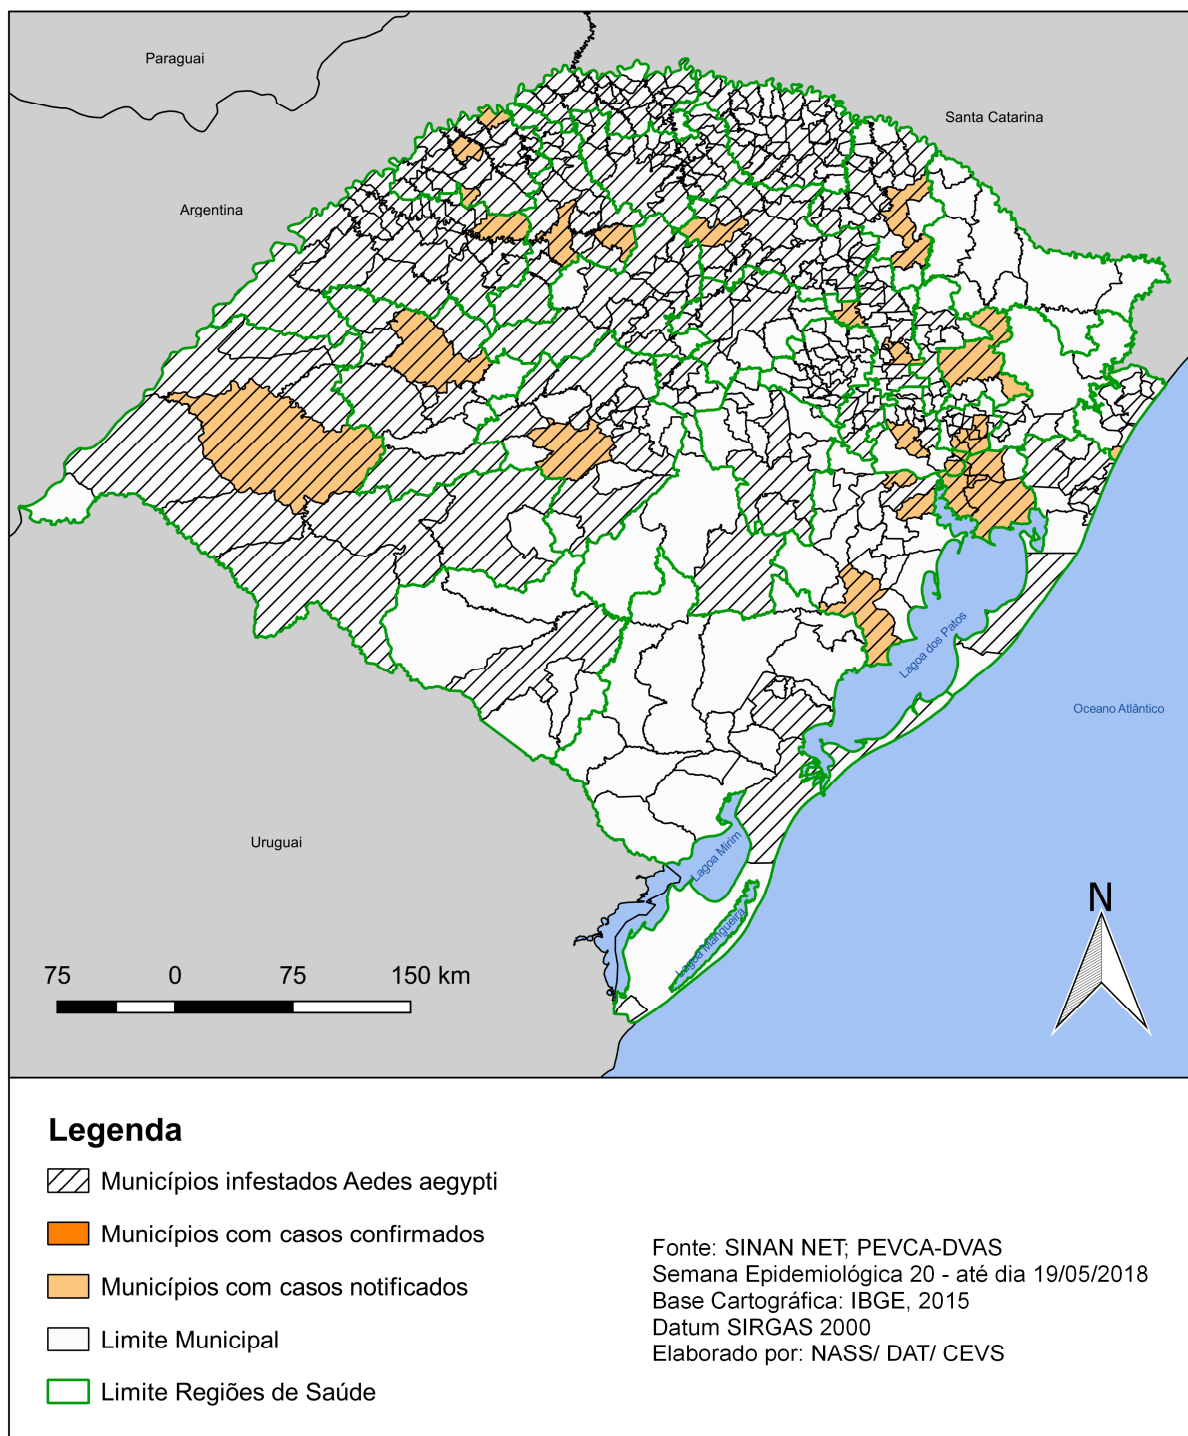 Paraguai
Santa Catarina
Argentina
Lagoa dos Patos
Oceano Atlântico
Uruguai
Lagoa Mirim
Lagoa Mangueira
N
75 0 75 150 km
Legenda
Municípios infestados Aedes aegypti
Municípios com casos confirmados
Municípios com casos notificados
Limite Municipal
Limite Regiões de Saúde
Fonte: SINAN NET; PEVCA-DVAS
Semana Epidemiológica 20 - até dia 19/05/2018
Base Cartográfica: IBGE, 2015
Datum SIRGAS 2000
Elaborado por: NASS/ DAT/ CEVS